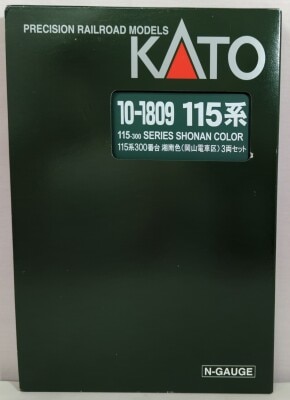 PRECISION RAILROAD MODELS
KATO
10-1809 115系
115-300 SERIES SHONAN COLOR
115系300番台 湘南色(岡山電車区)3両セット
N-GAUGE